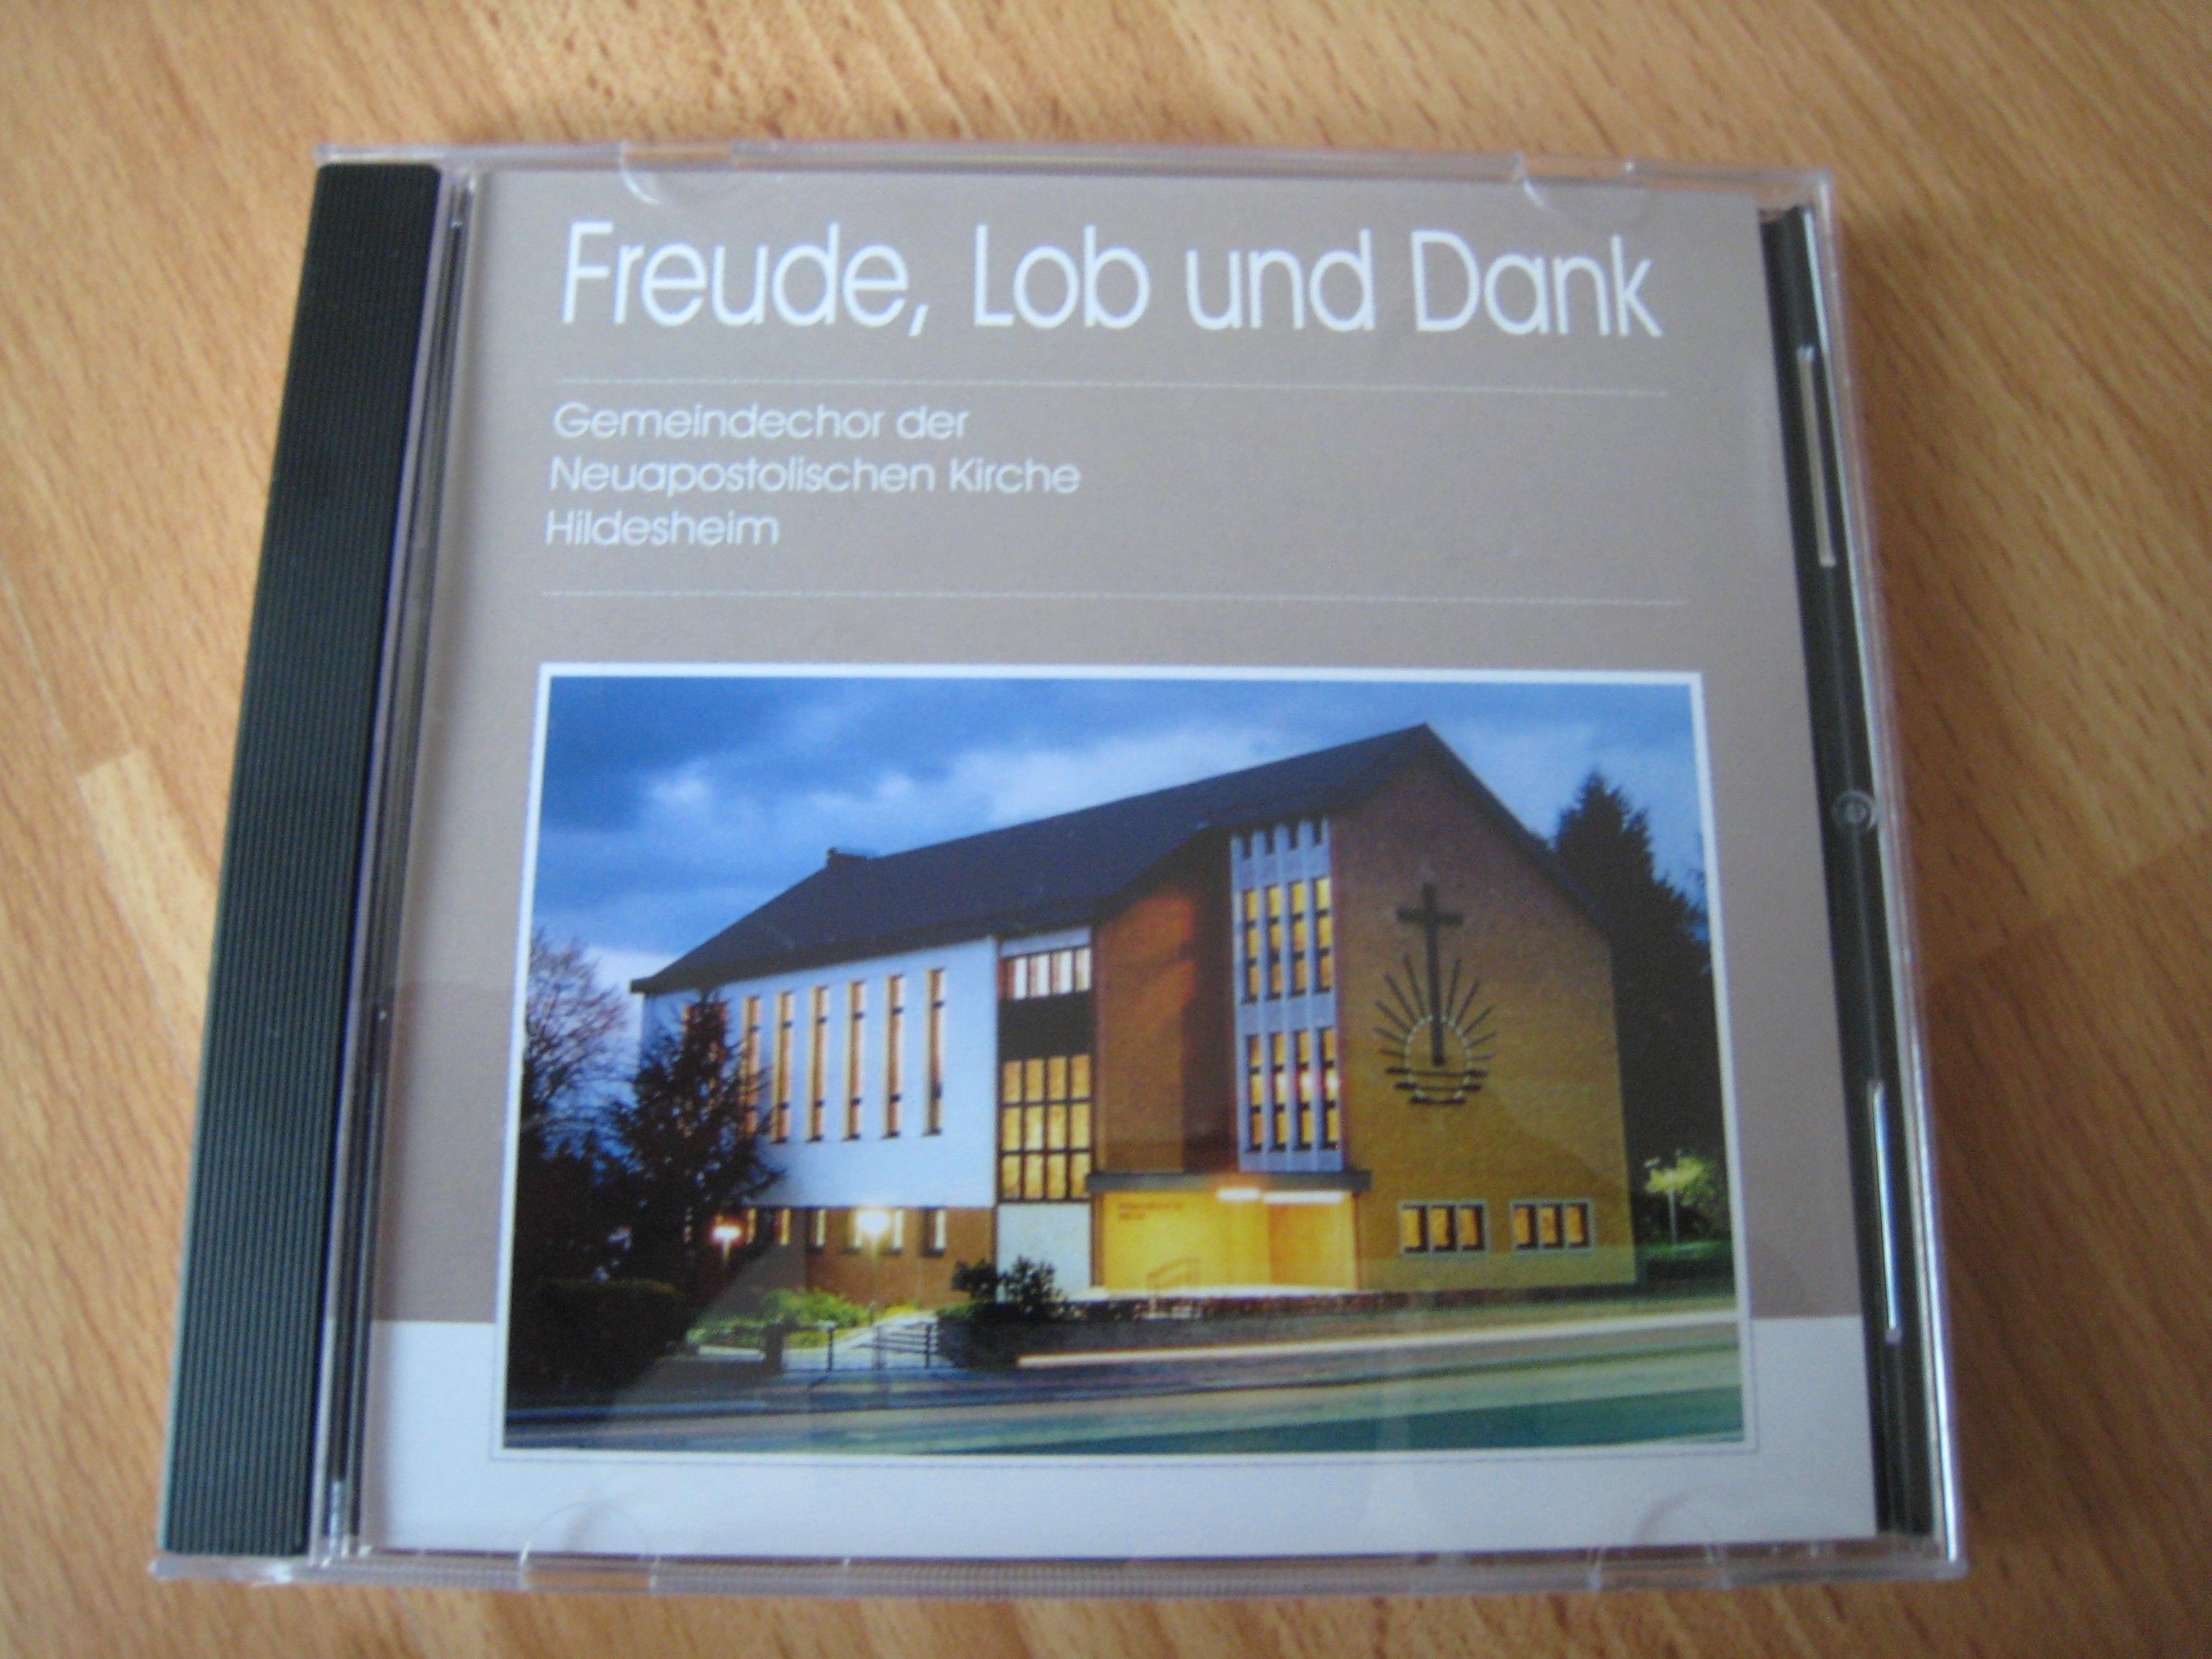 Freude, Lob und Dank
Gemeindechor der
Neuapostolischen Kirche
Hildesheim